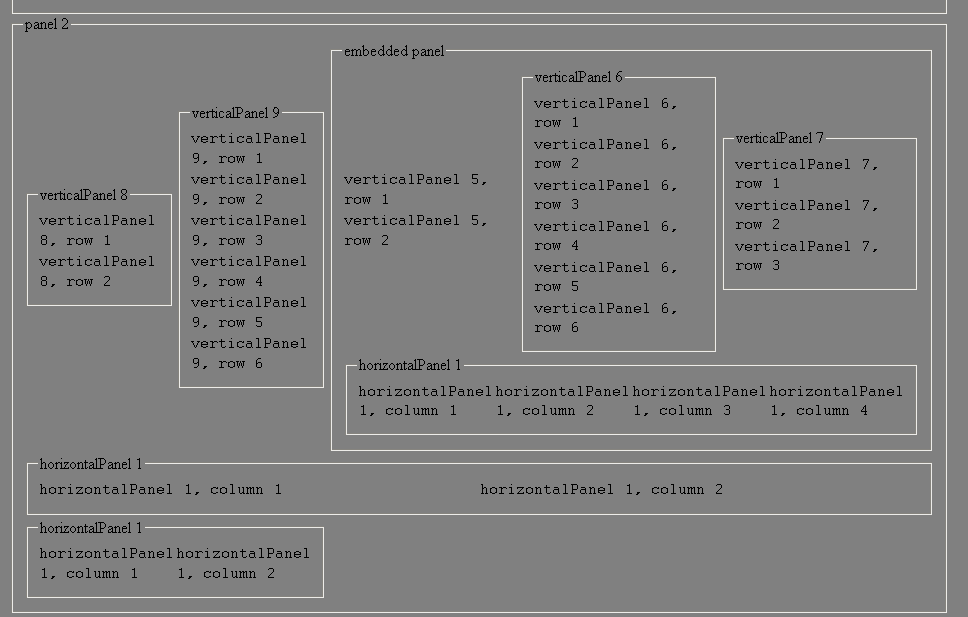 panel 2
verticalPanel 8
verticalPanel
8, row 1
verticalPanel
8, row 2
verticalPanel 9
verticalPanel
9, row 1
verticalPanel
9, row 2
verticalPanel
9, row 3
verticalPanel
9, row 4
verticalPanel
9, row 5
verticalPanel
9, row 6
embedded panel
verticalPanel 5,
row 1
verticalPanel 5,
row 2
verticalPanel 6
verticalPanel 6,
row 1
verticalPanel 6,
row 2
verticalPanel 6,
row 3
verticalPanel 6,
row 4
verticalPanel 6,
row 5
verticalPanel 6,
row 6
verticalPanel 7
verticalPanel 7,
row 1
verticalPanel 7,
row 2
verticalPanel 7,
row 3
horizontalPanel 1
horizontalPanel horizontalPanel horizontalPanel horizontalPanel
1, column 1 1, column 2 1, column 3 1, column 4
horizontalPanel 1
horizontalPanel 1, column 1 horizontalPanel 1, column 2
horizontalPanel 1
horizontalPanel horizontalPanel
1, column 1 1, column 2